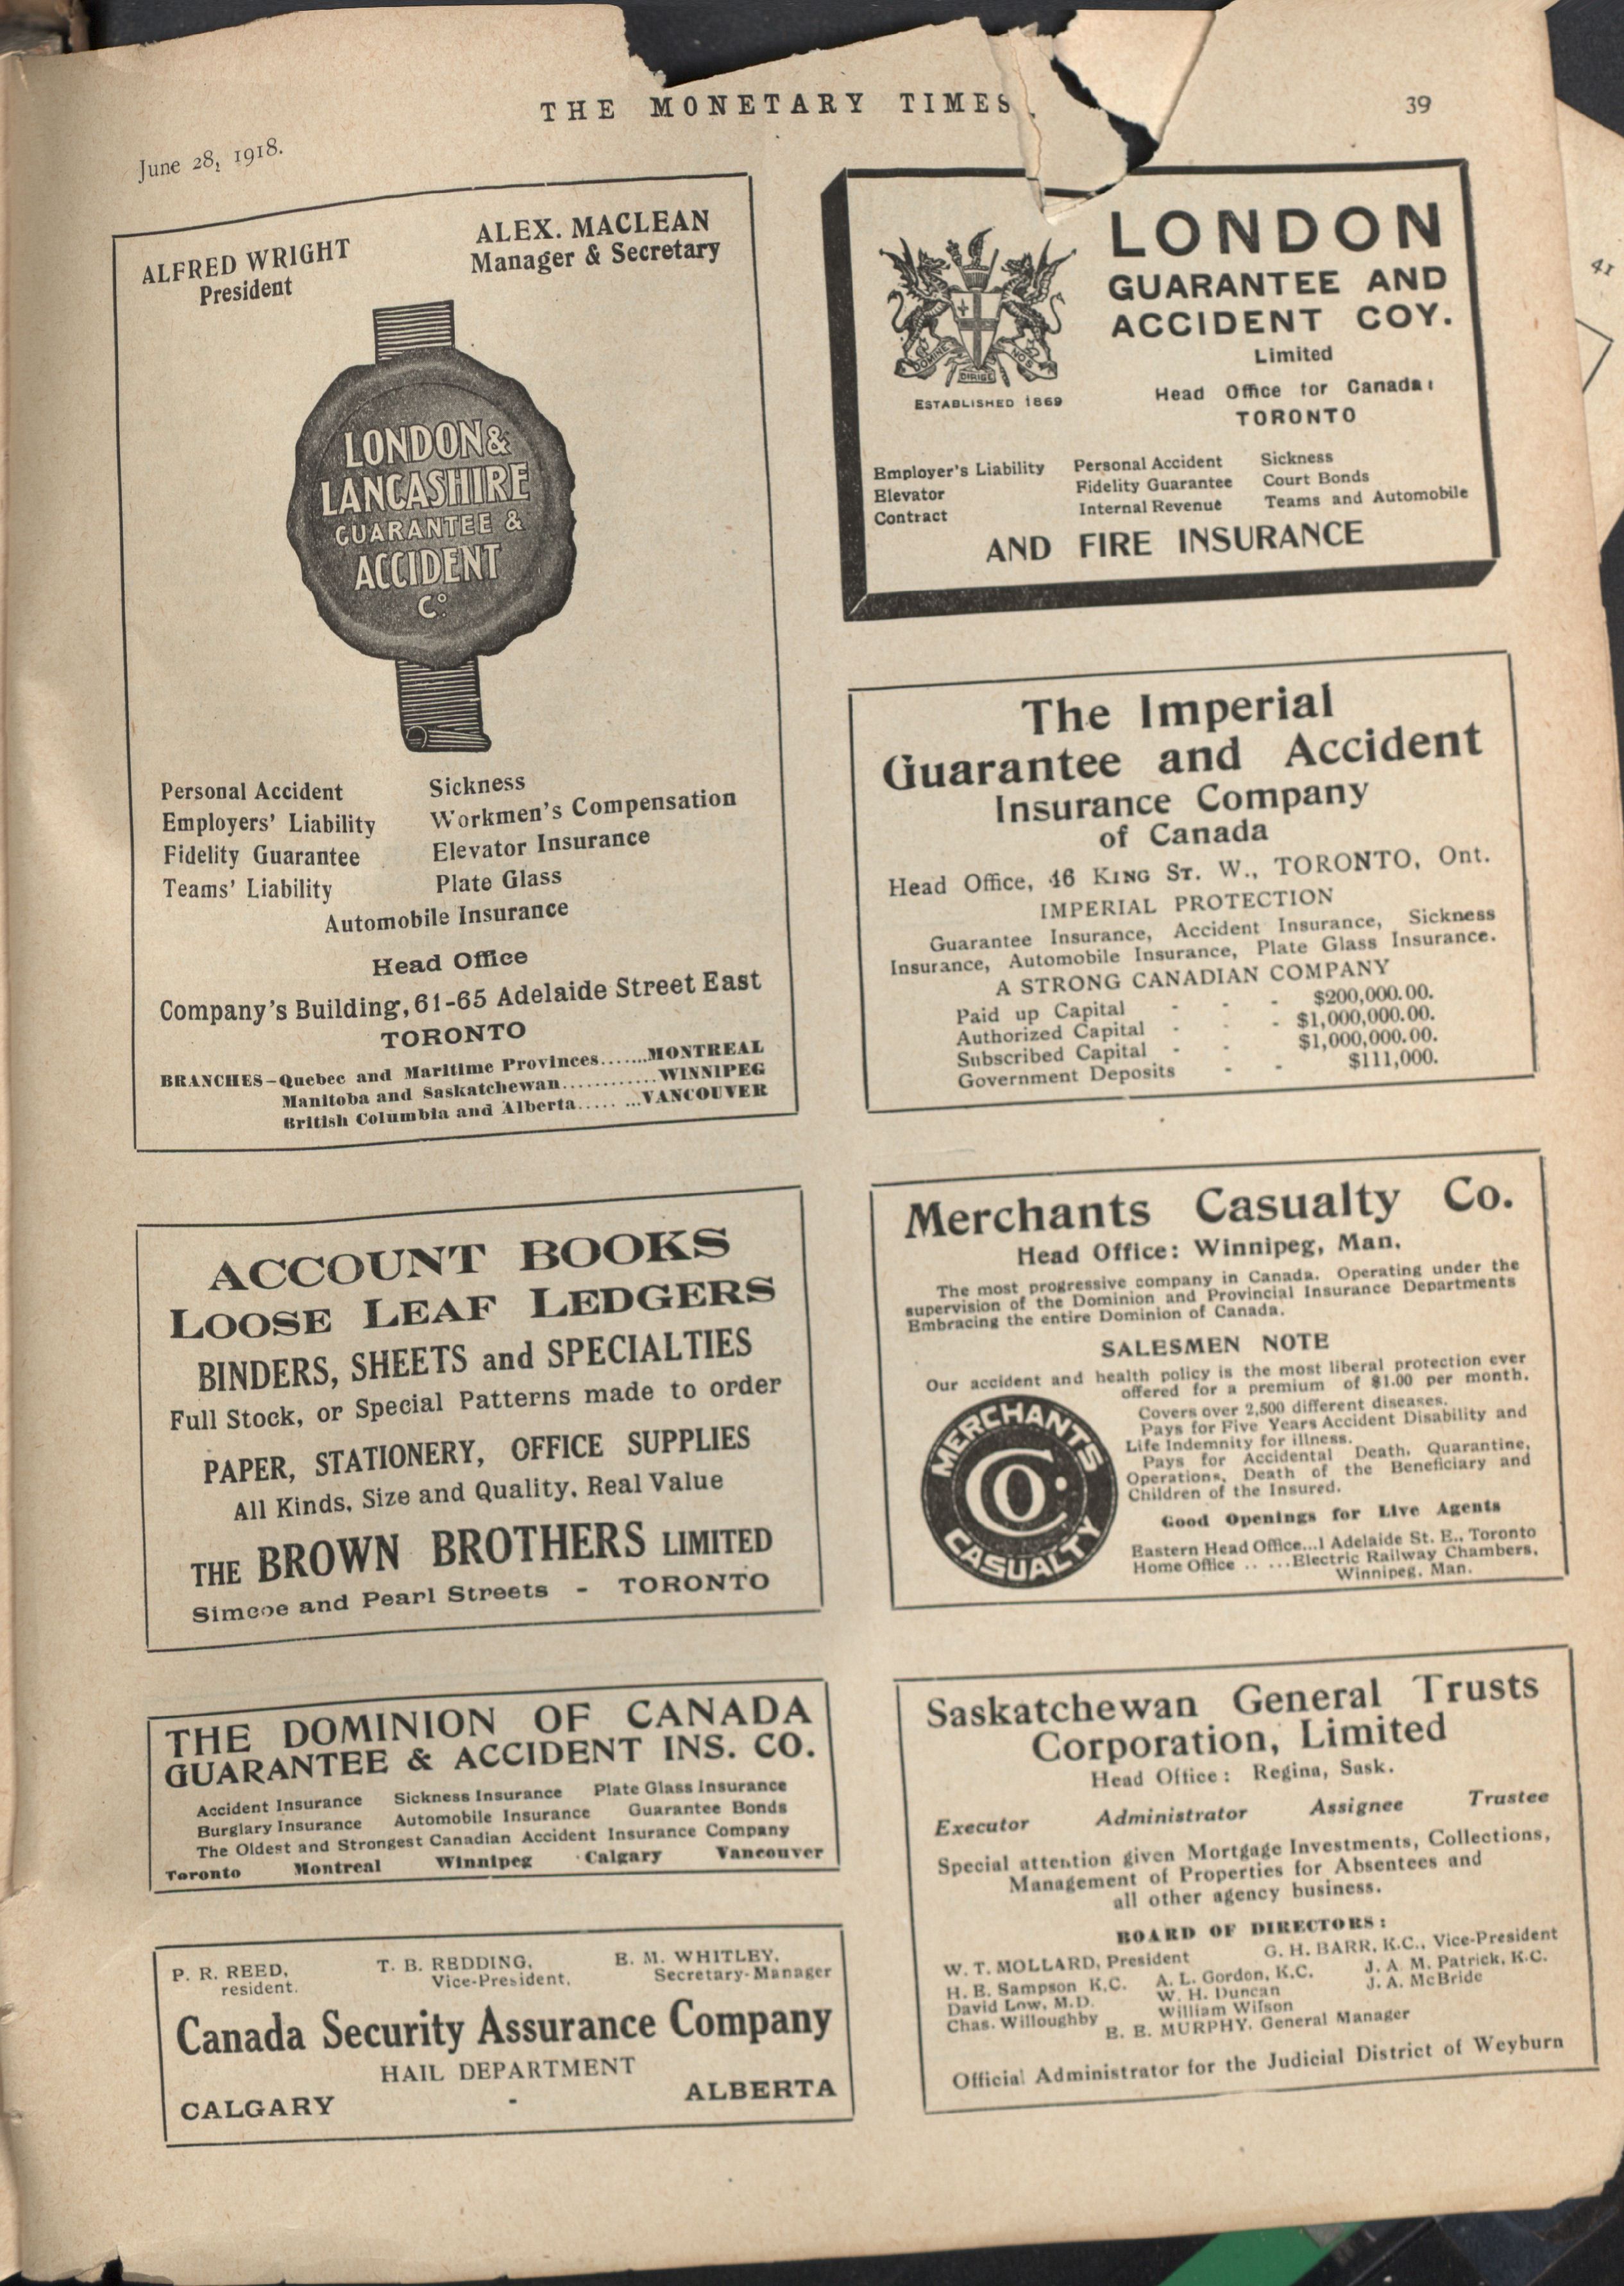 June 28, 1918.
THE MONETARY TIMES
39
ALFRED WRIGHT
President
ALEX. MACLEAN
Manager & Secretary
LONDON &
LANCASHIRE
GUARANTEE &
ACCIDENT
Co.
Personal Accident Sickness
Employers' Liability Workmen's Compensation
Fidelity Guarantee Elevator Insurance
Teams' Liability Plate Glass
Automobile Insurance
Head Office
Company's Building, 61-65 Adelaide Street East
TORONTO
BRANCHES—Quebec and Maritime Provinces.......MONTREAL
Manitoba and Saskatchewan............WINNIPEG
British Columbia and Alberta..... ...VANCOUVER
ACCOUNT BOOKS
LOOSE LEAF LEDGERS
BINDERS, SHEETS and SPECIALTIES
Full Stock, or Special Patterns made to order
PAPER, STATIONERY, OFFICE SUPPLIES
All Kinds, Size and Quality, Real Value
THE BROWN BROTHERS LIMITED
Simcoe and Pearl Streets - TORONTO
THE DOMINION OF CANADA
GUARANTEE & ACCIDENT INS. CO.
Accident Insurance Sickness Insurance Plate Glass Insurance
Burglary Insurance Automobile Insurance Guarantee Bonds
The Oldest and Strongest Canadian Accident Insurance Company
Toronto Montreal Winnipeg Calgary Vancouver
P. R. REED, T. B. REDDING, E. M. WHITLEY,
resident. Vice-President, Secretary-Manager
Canada Security Assurance Company
HAIL DEPARTMENT
CALGARY - ALBERTA
LONDON
GUARANTEE AND
ACCIDENT COY.
Limited
DOMINE DIRIGE NOS
ESTABLISHED 1869
Head Office for Canada:
TORONTO
Employer's Liability Personal Accident Sickness
Elevator Fidelity Guarantee Court Bonds
Contract Internal Revenue Teams and Automobile
AND FIRE INSURANCE
The Imperial
Guarantee and Accident
Insurance Company
of Canada
Head Office, 46 KING ST. W., TORONTO, Ont.
IMPERIAL PROTECTION
Guarantee Insurance, Accident Insurance, Sickness
Insurance, Automobile Insurance, Plate Glass Insurance.
A STRONG CANADIAN COMPANY
Paid up Capital - - - $200,000.00.
Authorized Capital - - - $1,000,000.00.
Subscribed Capital - - $1,000,000.00.
Government Deposits - - $111,000.
Merchants Casualty Co.
Head Office: Winnipeg, Man.
The most progressive company in Canada. Operating under the
supervision of the Dominion and Provincial Insurance Departments
Embracing the entire Dominion of Canada.
SALESMEN NOTE
Our accident and health policy is the most liberal protection ever
offered for a premium of $1.00 per month.
Covers over 2,500 different diseases.
Pays for Five Years Accident Disability and
Life Indemnity for illness.
Pays for Accidental Death, Quarantine,
Operations, Death of the Beneficiary and
Children of the Insured.
MERCHANTS
CO.
CASUALTY
Good Openings for Live Agents
Eastern Head Office...1 Adelaide St. E., Toronto
Home Office .. ...Electric Railway Chambers,
Winnipeg, Man.
Saskatchewan General Trusts
Corporation, Limited
Head Office: Regina, Sask.
Executor Administrator Assignee Trustee
Special attention given Mortgage Investments, Collections,
Management of Properties for Absentees and
all other agency business.
BOARD OF DIRECTORS:
W. T. MOLLARD, President G. H. BARR, K.C., Vice-President
H. E. Sampson K.C. A. L. Gordon, K.C. J. A. M. Patrick, K.C.
David Low, M.D. W. H. Duncan J. A. McBride
Chas. Willoughby William Wilson
E. E. MURPHY, General Manager
Official Administrator for the Judicial District of Weyburn
41